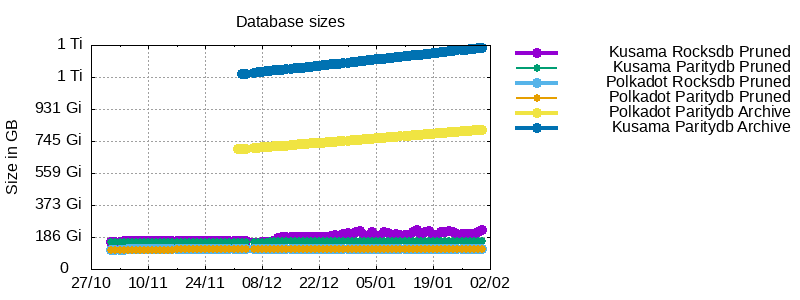 Database sizes
Size in GB
1 Ti
1 Ti
931 Gi
745 Gi
559 Gi
373 Gi
186 Gi
0
27/10 10/11 24/11 08/12 22/12 05/01 19/01 02/02
Kusama Rocksdb Pruned
Kusama Paritydb Pruned
Polkadot Rocksdb Pruned
Polkadot Paritydb Pruned
Polkadot Paritydb Archive
Kusama Paritydb Archive